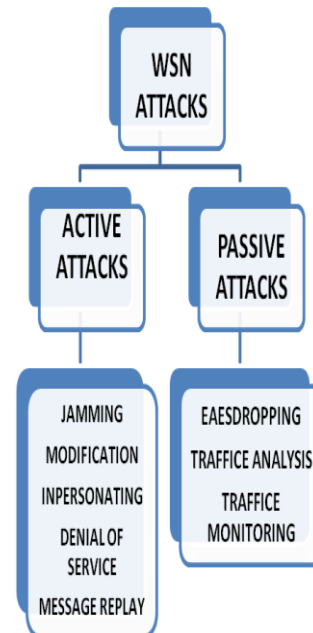 WSN
ATTACKS
ACTIVE
ATTACKS
PASSIVE
ATTACKS
JAMMING
MODIFICATION
INPERSONATING
DENIAL OF
SERVICE
MESSAGE REPLAY
EAESDROPPING
TRAFFICE ANALYSIS
TRAFFICE
MONITORING